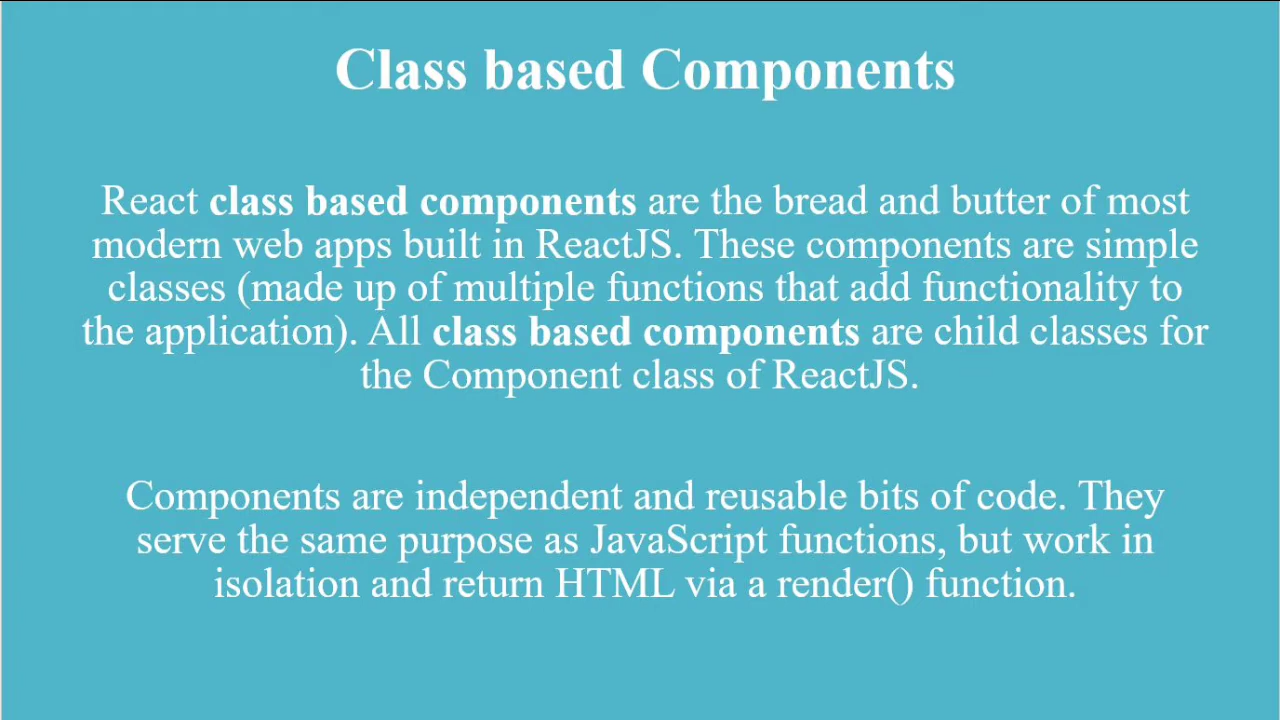 Class based Components
React class based components are the bread and butter of most
modern web apps built in ReactJS. These components are simple
classes (made up of multiple functions that add functionality to
the application). All class based components are child classes for
the Component class of ReactJS.
Components are independent and reusable bits of code. They
serve the same purpose as JavaScript functions, but work in
isolation and return HTML via a render() function.